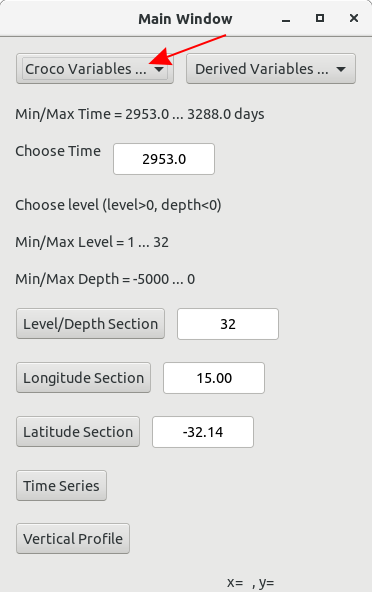 Main Window
Croco Variables ... Derived Variables ...
Min/Max Time = 2953.0 ... 3288.0 days
Choose Time 2953.0
Choose level (level>0, depth<0)
Min/Max Level = 1 ... 32
Min/Max Depth = -5000 ... 0
Level/Depth Section 32
Longitude Section 15.00
Latitude Section -32.14
Time Series
Vertical Profile
x= , y=